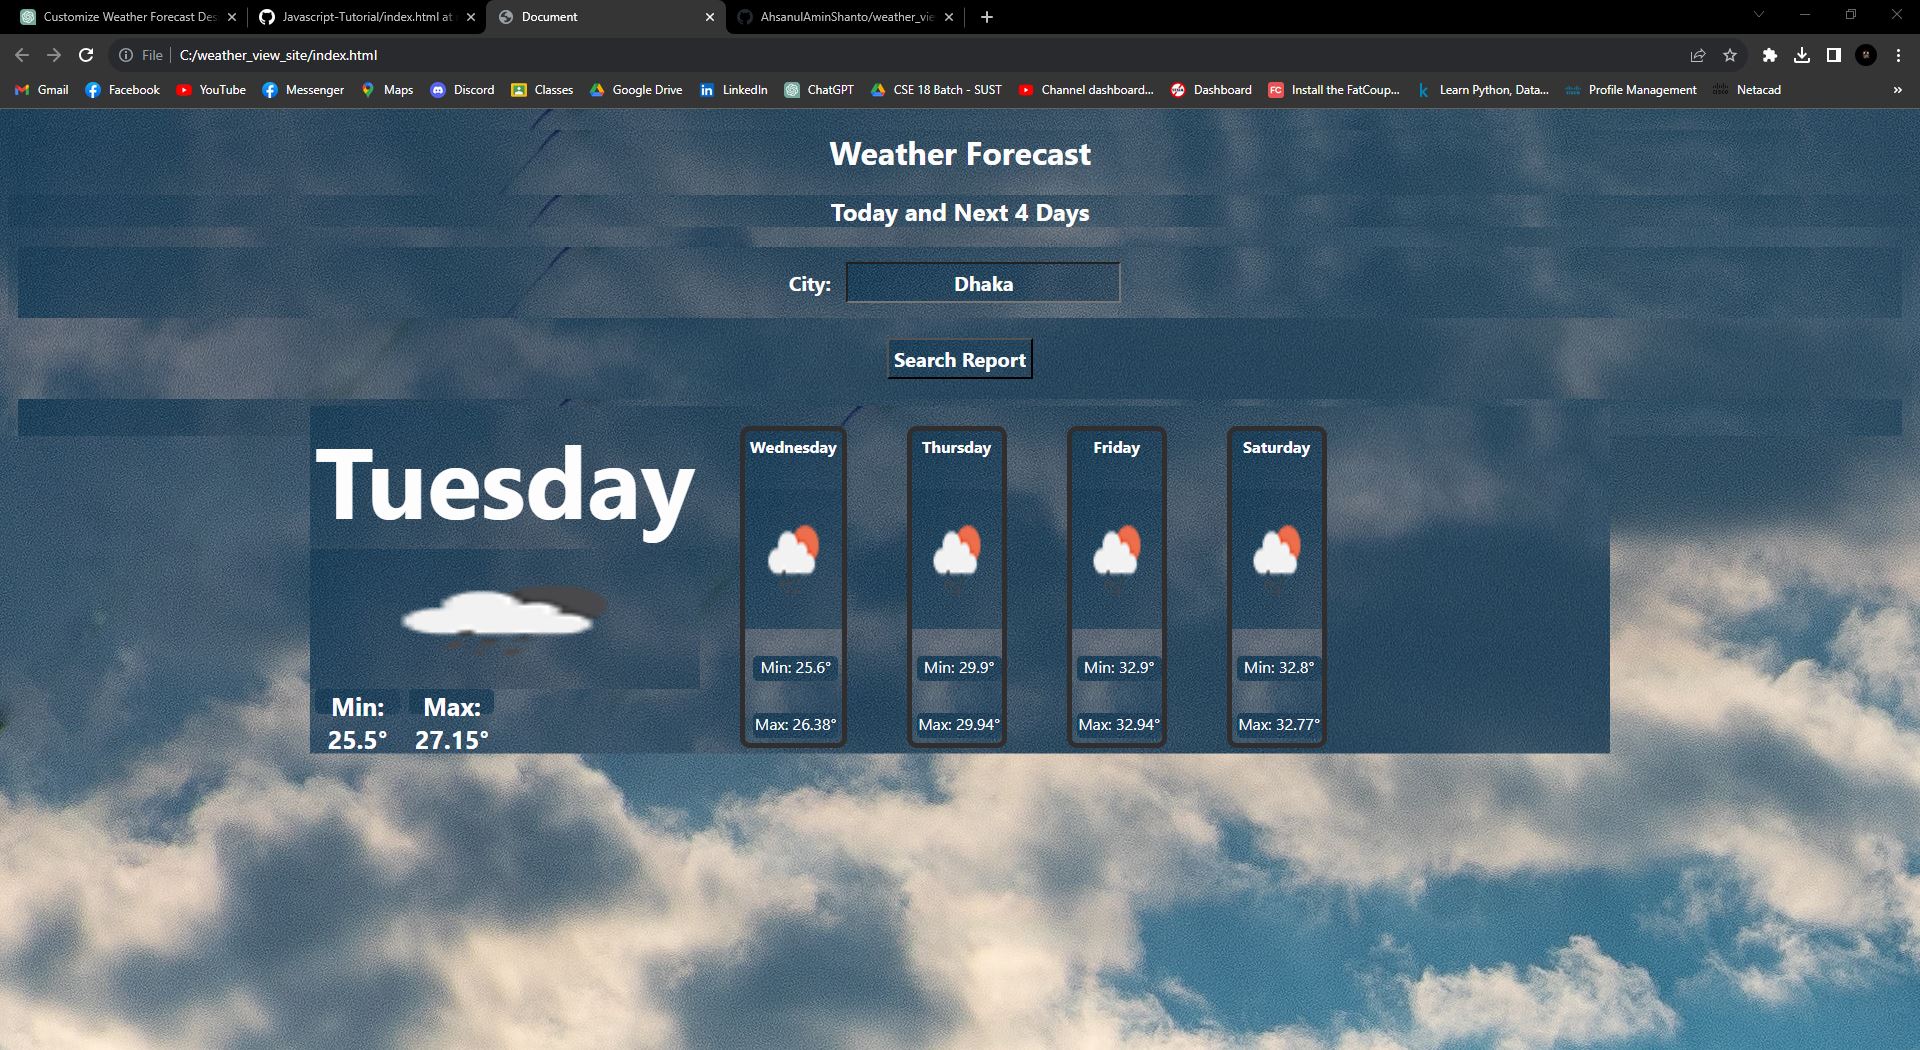 Customize Weather Forecast Des
Javascript-Tutorial/index.html at
Document
AhsanulAminShanto/weather_vie
File
C:/weather_view_site/index.html
Gmail
Facebook
YouTube
Messenger
Maps
Discord
Classes
Google Drive
LinkedIn
ChatGPT
CSE 18 Batch - SUST
Channel dashboard...
Dashboard
FC
Install the FatCoup...
Learn Python, Data...
Profile Management
Netacad
Weather Forecast
Today and Next 4 Days
City:
Dhaka
Search Report
Tuesday
Min:
25.5°
Max:
27.15°
Wednesday
Min: 25.6°
Max: 26.38°
Thursday
Min: 29.9°
Max: 29.94°
Friday
Min: 32.9°
Max: 32.94°
Saturday
Min: 32.8°
Max: 32.77°